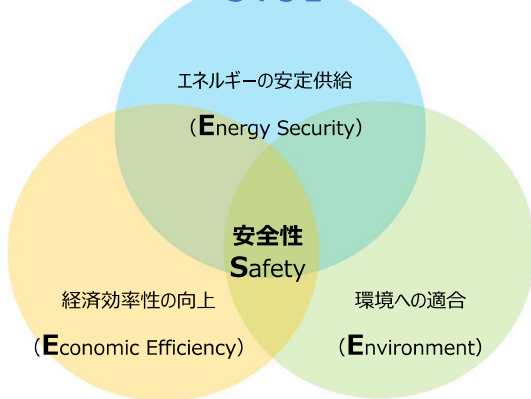 エネルギーの安定供給
（Energy Security）
安全性
Safety
経済効率性の向上
（Economic Efficiency）
環境への適合
（Environment）